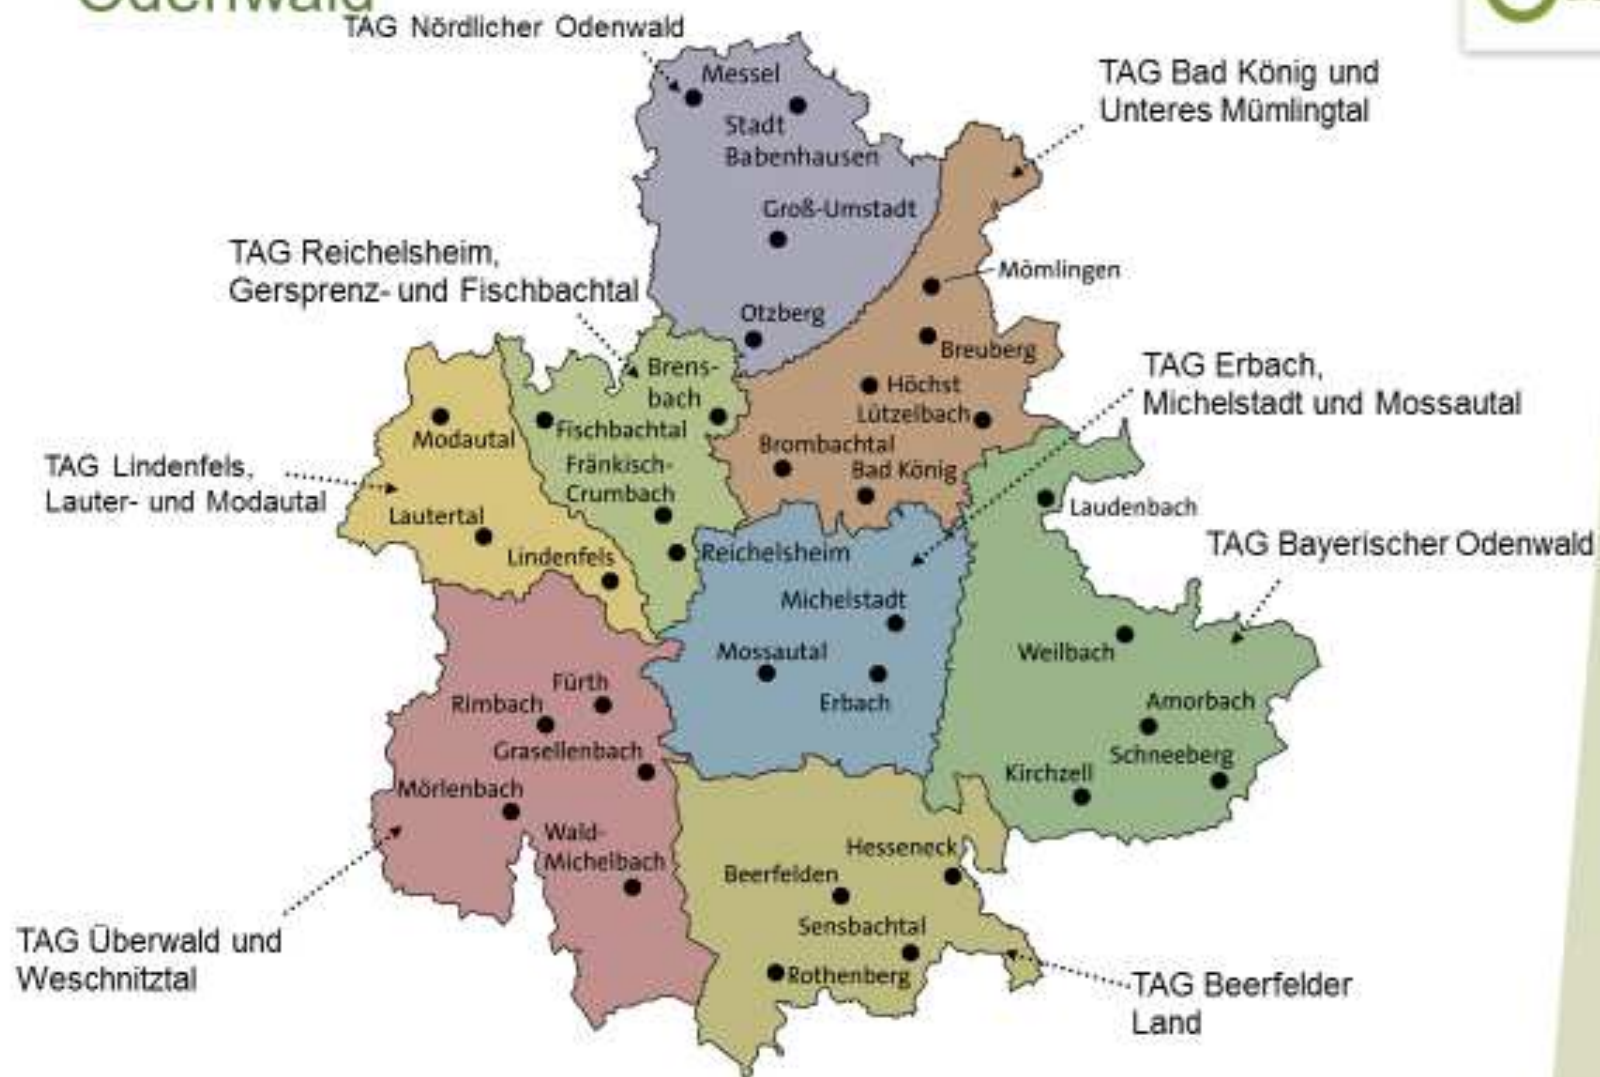 Odenwald
TAG Nördlicher Odenwald
Messel
TAG Bad König und
Unteres Mümlingtal
Stadt
Babenhausen
Groß-Umstadt
TAG Reichelsheim,
Gersprenz- und Fischbachtal
Mömlingen
Otzberg
Breuberg
TAG Erbach,
Michelstadt und Mossautal
Brens-
bach
Höchst
Lützelbach
Modautal
Fischbachtal
Brombachtal
Bad König
TAG Lindenfels,
Lauter- und Modautal
Fränkisch-
Crumbach
Laudenbach
Lautertal
Lindenfels
Reichelsheim
TAG Bayerischer Odenwald
Michelstadt
Mossautal
Weilbach
Fürth
Rimbach
Erbach
Amorbach
Grasellenbach
Schneeberg
Kirchzell
Mörlenbach
Wald-
Michelbach
Hesseneck
Beerfelden
Sensbachtal
TAG Überwald und
Weschnitztal
Rothenberg
TAG Beerfelder
Land